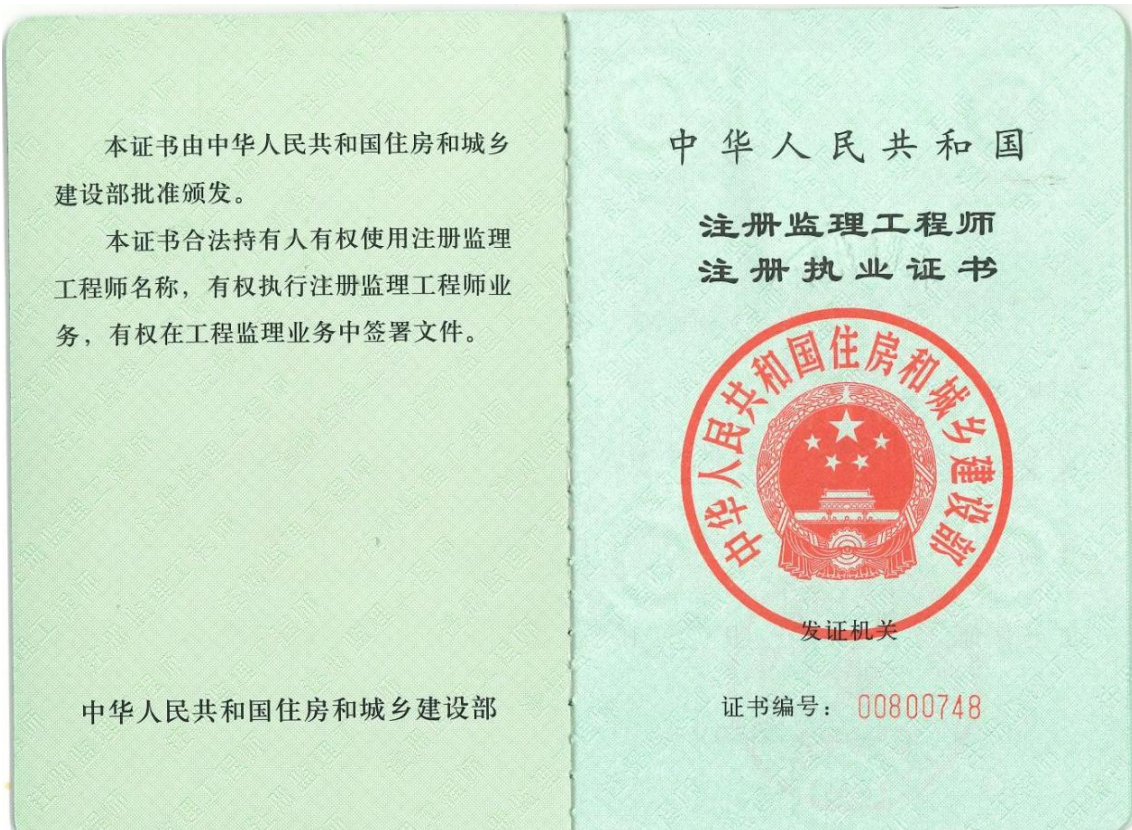 本证书由中华人民共和国住房和城乡
建设部批准颁发。
本证书合法持有人有权使用注册监理
工程师名称，有权执行注册监理工程师业
务，有权在工程监理业务中签署文件。
中华人民共和国住房和城乡建设部
中华人民共和国
注册监理工程师
注册执业证书
中华人民共和国住房和城乡建设部
发证机关
证书编号：00800748